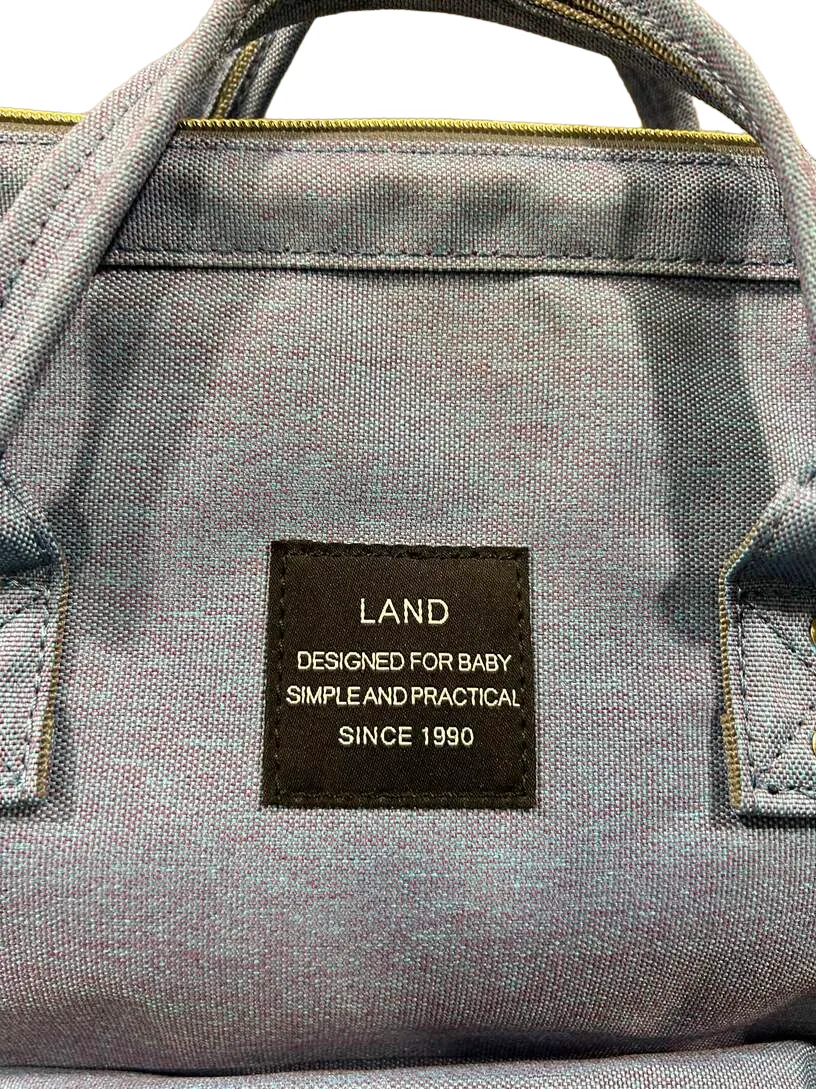 LAND
DESIGNED FOR BABY
SIMPLE AND PRACTICAL
SINCE 1990